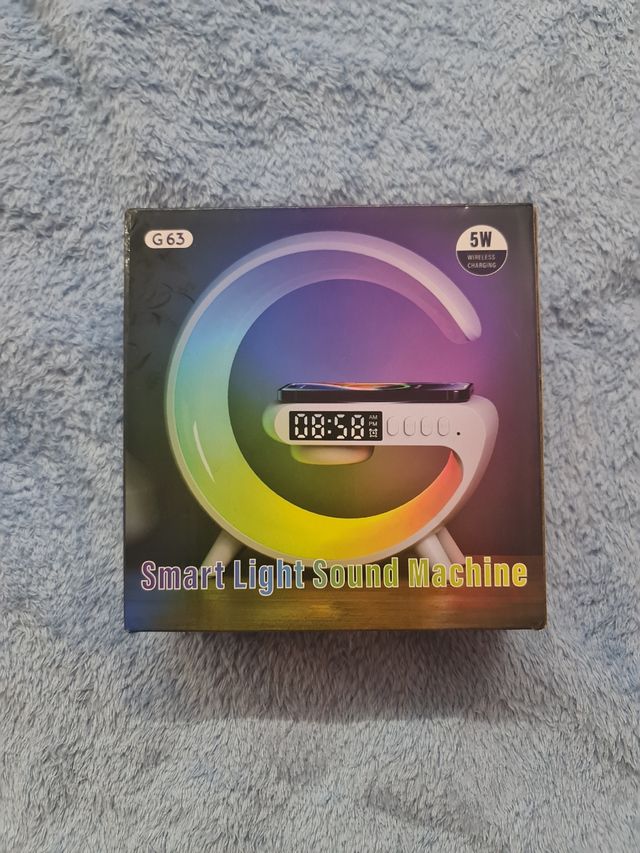 G63
5W
WIRELESS
CHARGING
08:58
AM
PM
Smart Light Sound Machine